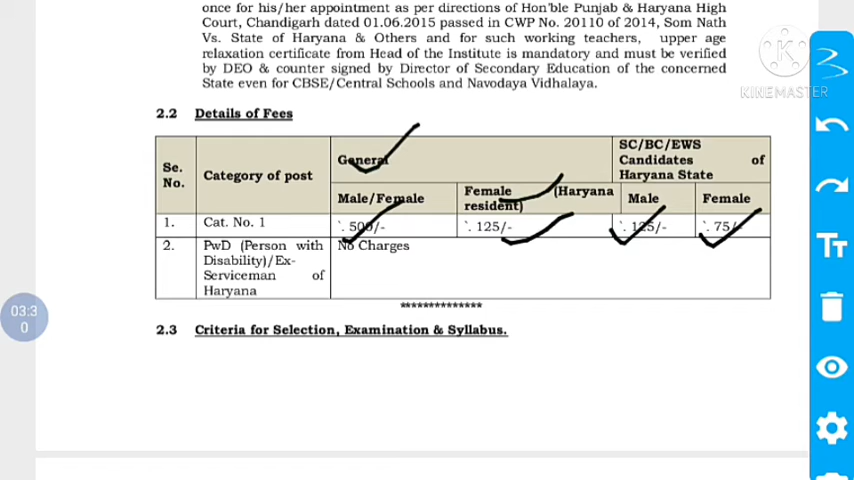 once for his/her appointment as per directions of Hon'ble Punjab & Haryana High
Court, Chandigarh dated 01.06.2015 passed in CWP No. 20110 of 2014, Som Nath
Vs. State of Haryana & Others and for such working teachers, upper age
relaxation certificate from Head of the Institute is mandatory and must be verified
by DEO & counter signed by Director of Secondary Education of the concerned
State even for CBSE/Central Schools and Navodaya Vidhalaya.
KINEMASTER
2.2 Details of Fees
Se. No.
Category of post
General
SC/BC/EWS
Candidates of
Haryana State
Male/Female
Female (Haryana
resident)
Male
Female
1. Cat. No. 1 `. 500/- `. 125/- `. 125/- `. 75/-
2. PwD (Person with No Charges
Disability)/Ex-
Serviceman of
Haryana
**************
03:3
0
2.3 Criteria for Selection, Examination & Syllabus.
TT